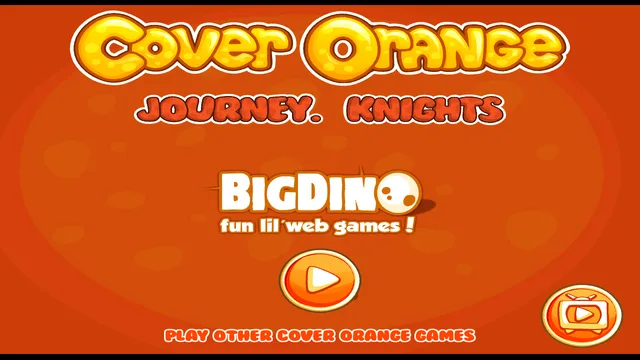 COVER ORANGE
JOURNEY. KNIGHTS
BIGDINO
fun lil' web games!
PLAY OTHER COVER ORANGE GAMES